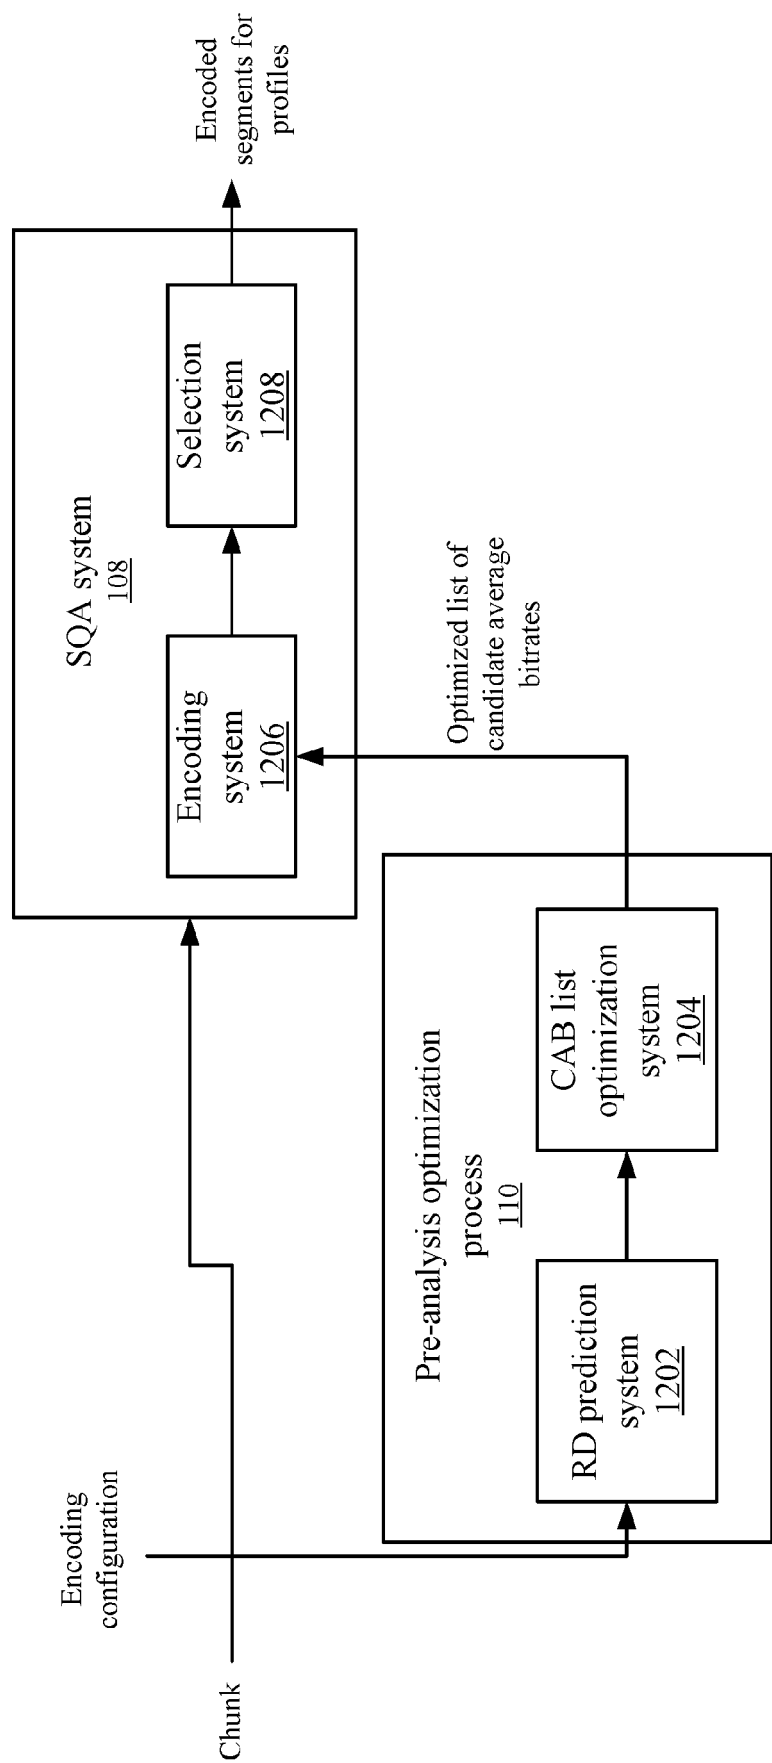 Chunk
Encoding
configuration
Pre-analysis optimization
process
110
RD prediction
system
1202
CAB list
optimization
system
1204
Optimized list of
candidate average
bitrates
SQA system
108
Encoding
system
1206
Selection
system
1208
Encoded
segments for
profiles